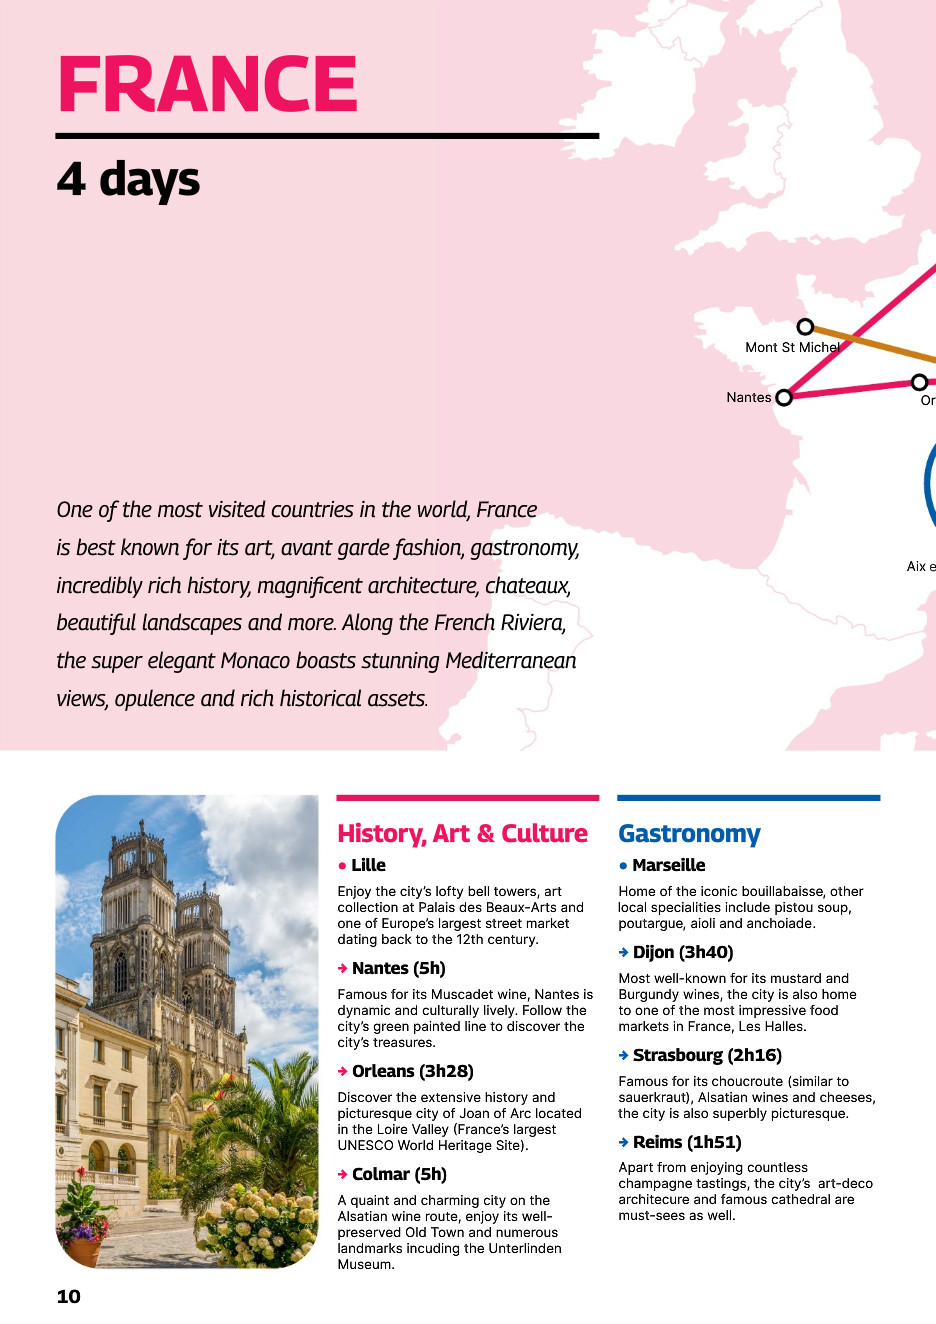 FRANCE
4 days
Mont St Michel
Nantes
Or
Aix e
One of the most visited countries in the world, France
is best known for its art, avant garde fashion, gastronomy,
incredibly rich history, magnificent architecture, chateaux,
beautiful landscapes and more. Along the French Riviera,
the super elegant Monaco boasts stunning Mediterranean
views, opulence and rich historical assets.
History, Art & Culture
• Lille
Enjoy the city's lofty bell towers, art
collection at Palais des Beaux-Arts and
one of Europe's largest street market
dating back to the 12th century.
→ Nantes (5h)
Famous for its Muscadet wine, Nantes is
dynamic and culturally lively. Follow the
city's green painted line to discover the
city's treasures.
→ Orleans (3h28)
Discover the extensive history and
picturesque city of Joan of Arc located
in the Loire Valley (France's largest
UNESCO World Heritage Site).
→ Colmar (5h)
A quaint and charming city on the
Alsatian wine route, enjoy its well-
preserved Old Town and numerous
landmarks incuding the Unterlinden
Museum.
Gastronomy
• Marseille
Home of the iconic bouillabaisse, other
local specialities include pistou soup,
poutargue, aioli and anchoiade.
→ Dijon (3h40)
Most well-known for its mustard and
Burgundy wines, the city is also home
to one of the most impressive food
markets in France, Les Halles.
→ Strasbourg (2h16)
Famous for its choucroute (similar to
sauerkraut), Alsatian wines and cheeses,
the city is also superbly picturesque.
→ Reims (1h51)
Apart from enjoying countless
champagne tastings, the city's art-deco
architecure and famous cathedral are
must-sees as well.
10